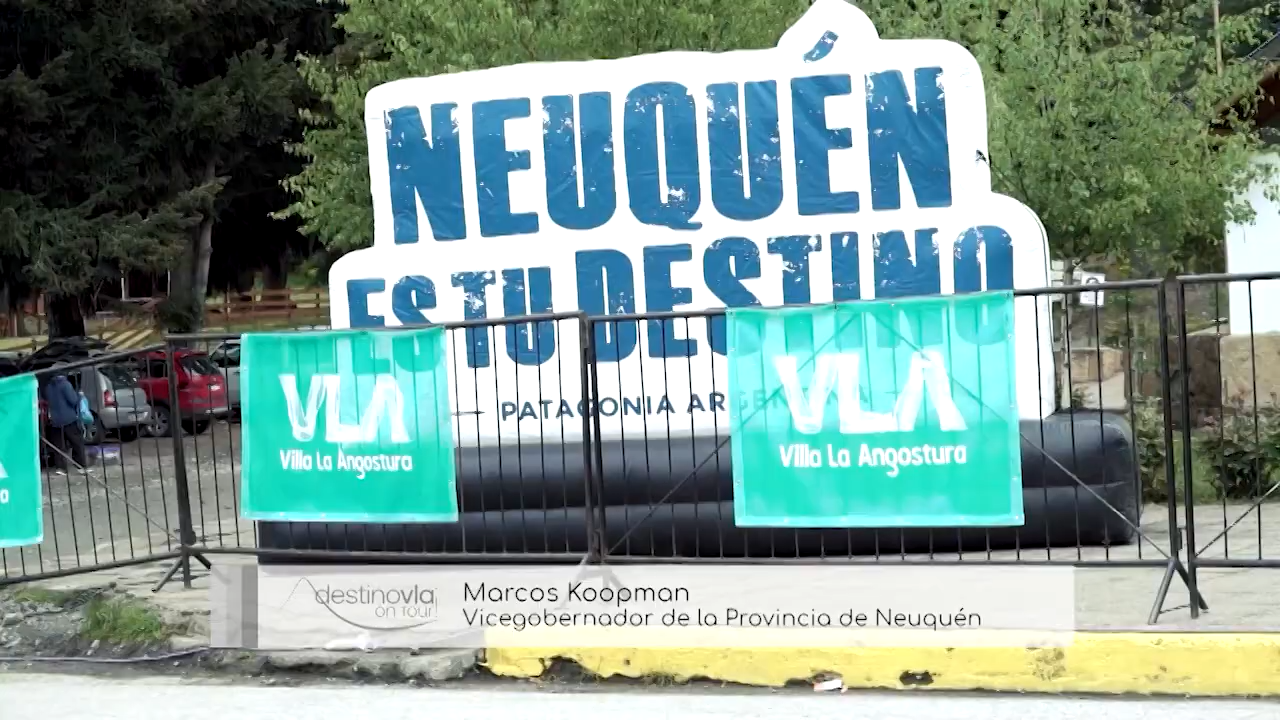 NEUQUÉN
ES TU DESTINO
PATAGONIA ARGENTINA
VLA
Villa La Angostura
VLA
Villa La Angostura
destinovla
on tour!
Marcos Koopman
Vicegobernador de la Provincia de Neuquén